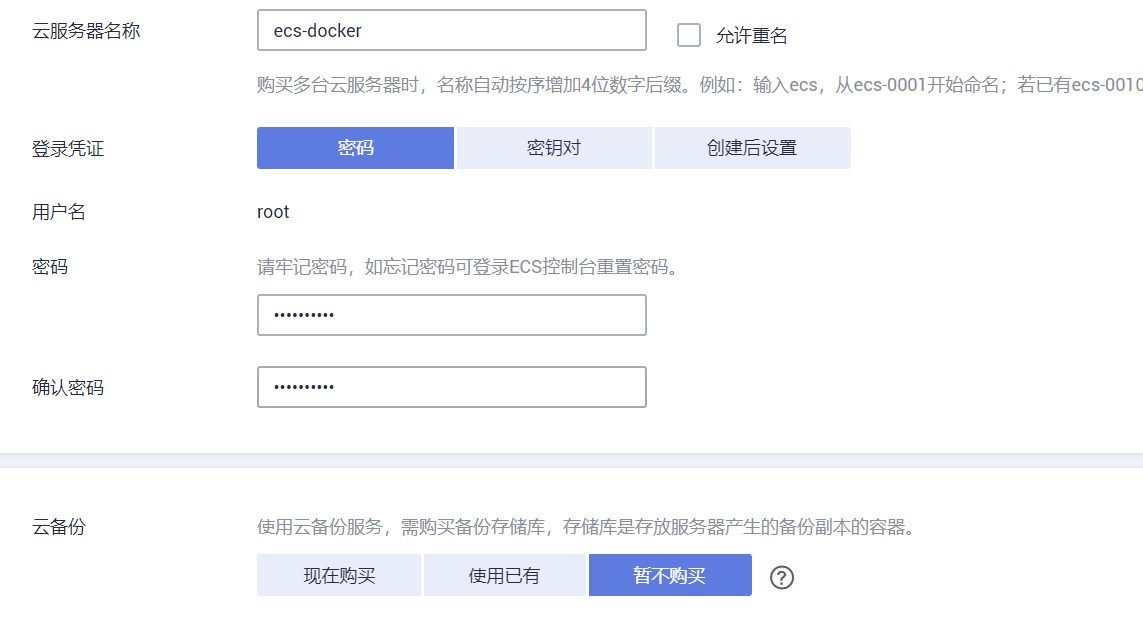 云服务器名称
ecs-docker
允许重名
购买多台云服务器时，名称自动按序增加4位数字后缀。例如：输入ecs，从ecs-0001开始命名；若已有ecs-0010
登录凭证
密码
密钥对
创建后设置
用户名
root
密码
请牢记密码，如忘记密码可登录ECS控制台重置密码。
••••••••••
确认密码
••••••••••
云备份
使用云备份服务，需购买备份存储库，存储库是存放服务器产生的备份副本的容器。
现在购买
使用已有
暂不购买
?